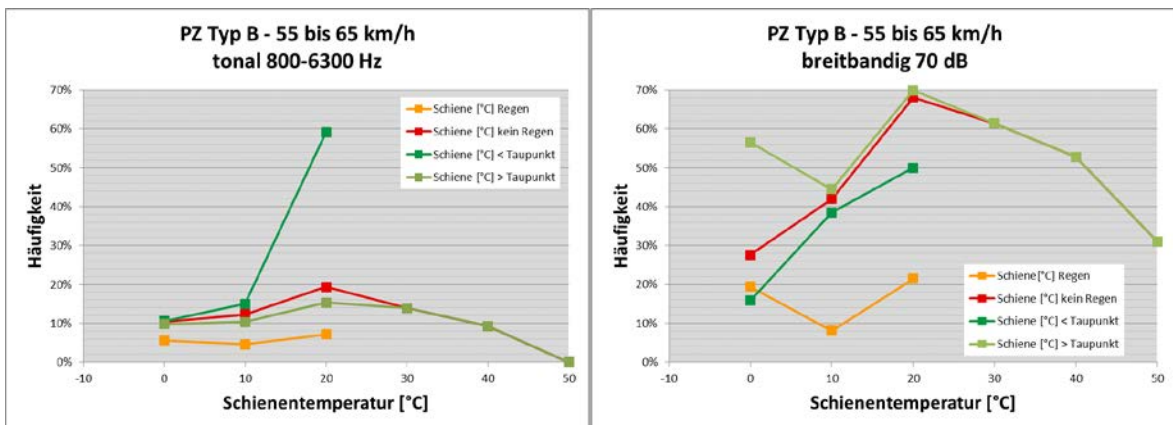 PZ Typ B - 55 bis 65 km/h
tonal 800-6300 Hz
70%
60%
50%
40%
30%
20%
10%
0%
Häufigkeit
Schiene [°C] Regen
Schiene [°C] kein Regen
Schiene [°C] < Taupunkt
Schiene [°C] > Taupunkt
-10
0
10
20
30
40
50
Schienentemperatur [°C]
PZ Typ B - 55 bis 65 km/h
breitbandig 70 dB
70%
60%
50%
40%
30%
20%
10%
0%
Häufigkeit
Schiene[°C] Regen
Schiene [°C] kein Regen
Schiene [°C] < Taupunkt
Schiene [°C] > Taupunkt
-10
0
10
20
30
40
50
Schienentemperatur [°C]